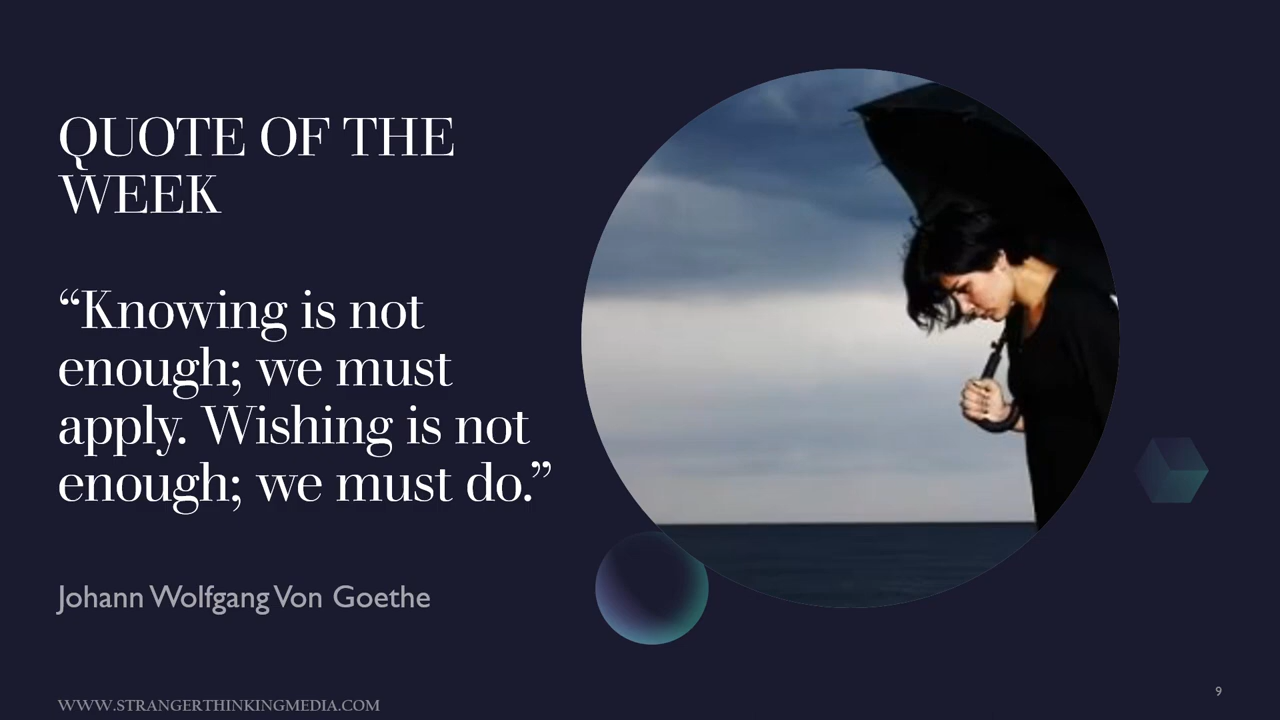 QUOTE OF THE
WEEK
“Knowing is not
enough; we must
apply. Wishing is not
enough; we must do.”
Johann Wolfgang Von Goethe
WWW.STRANGERTHINKINGMEDIA.COM
9